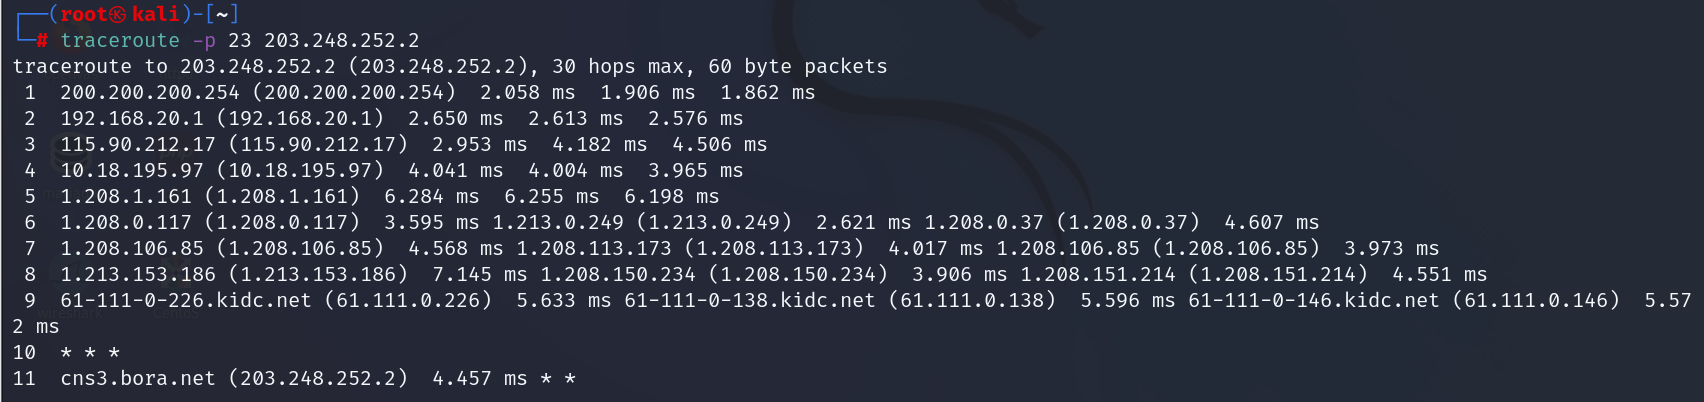 ┌──(root㉿kali)-[~]
└─# traceroute -p 23 203.248.252.2
traceroute to 203.248.252.2 (203.248.252.2), 30 hops max, 60 byte packets
 1  200.200.200.254 (200.200.200.254)  2.058 ms  1.906 ms  1.862 ms
 2  192.168.20.1 (192.168.20.1)  2.650 ms  2.613 ms  2.576 ms
 3  115.90.212.17 (115.90.212.17)  2.953 ms  4.182 ms  4.506 ms
 4  10.18.195.97 (10.18.195.97)  4.041 ms  4.004 ms  3.965 ms
 5  1.208.1.161 (1.208.1.161)  6.284 ms  6.255 ms  6.198 ms
 6  1.208.0.117 (1.208.0.117)  3.595 ms 1.213.0.249 (1.213.0.249)  2.621 ms 1.208.0.37 (1.208.0.37)  4.607 ms
 7  1.208.106.85 (1.208.106.85)  4.568 ms 1.208.113.173 (1.208.113.173)  4.017 ms 1.208.106.85 (1.208.106.85)  3.973 ms
 8  1.213.153.186 (1.213.153.186)  7.145 ms 1.208.150.234 (1.208.150.234)  3.906 ms 1.208.151.214 (1.208.151.214)  4.551 ms
 9  61-111-0-226.kidc.net (61.111.0.226)  5.633 ms 61-111-0-138.kidc.net (61.111.0.138)  5.596 ms 61-111-0-146.kidc.net (61.111.0.146)  5.57
2 ms
10  * * *
11  cns3.bora.net (203.248.252.2)  4.457 ms * *
wireshark
CentOS